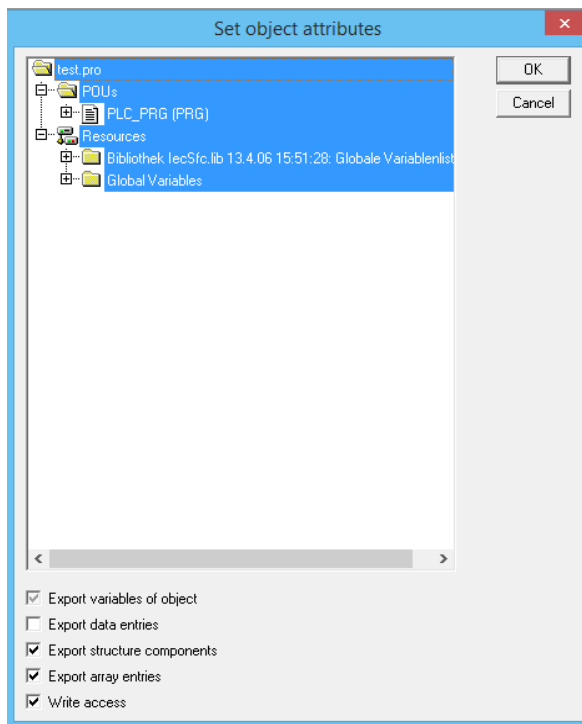 Set object attributes
test.pro
OK
POUs
Cancel
PLC_PRG (PRG)
Resources
Bibliothek IecSfc.lib 13.4.06 15:51:28: Globale Variablenlist
Global Variables
Export variables of object
Export data entries
Export structure components
Export array entries
Write access